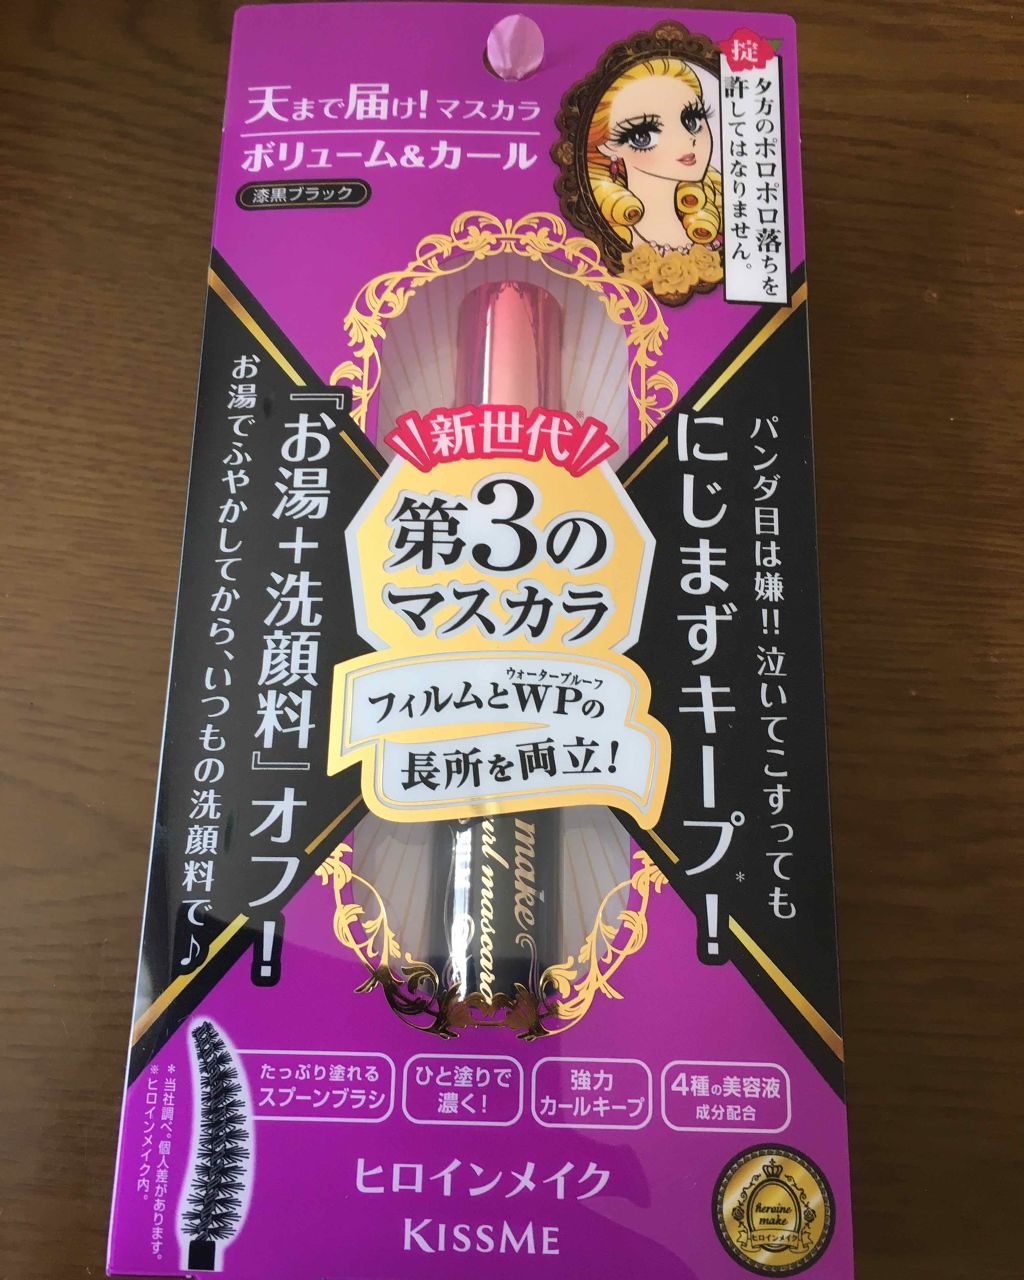 天まで届け!マスカラ
ボリューム&カール
漆黒ブラック
掟
夕方のポロポロ落ちを
許してはなりません。
パンダ目は嫌!!泣いてこすっても
にじまずキープ!*
新世代※
第3の
マスカラ
ウォータープルーフ
フィルムとWPの
長所を両立!
『お湯+洗顔料』オフ!
お湯でふやかしてから、いつもの洗顔料で♪
make
url mascara
たっぷり塗れる
スプーンブラシ
ひと塗りで
濃く!
強力
カールキープ
4種の美容液
成分配合
*当社調べ。個人差があります。
※ヒロインメイク内。
ヒロインメイク
KISSME
heroine
make
ヒロインメイク